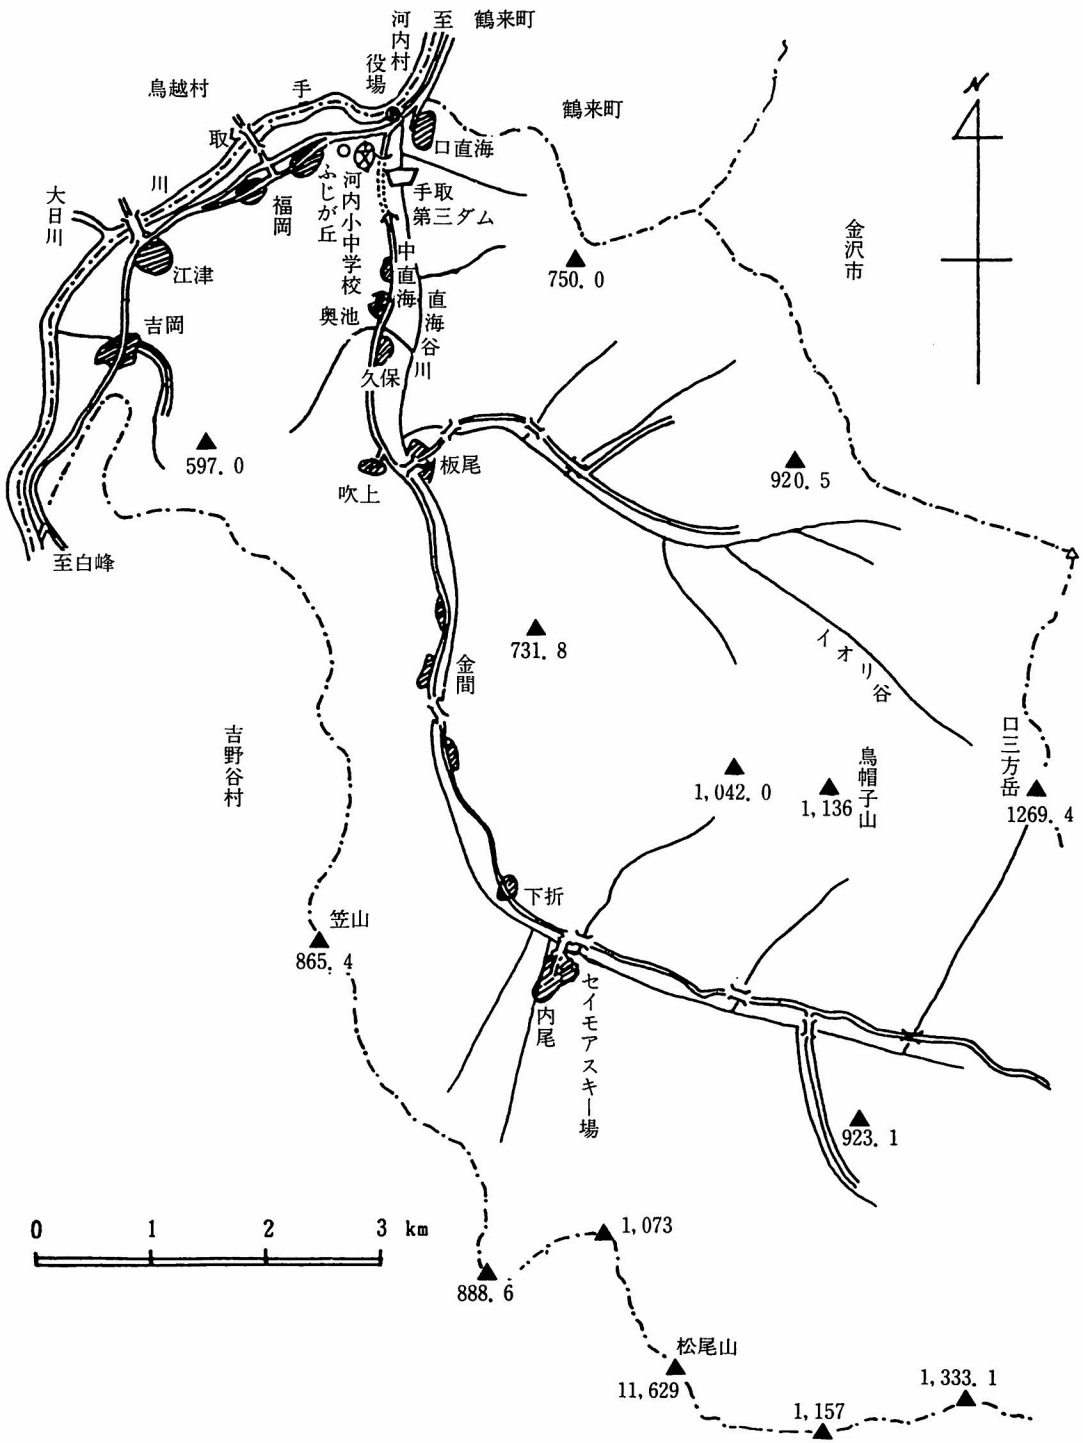 至 鶴来町
河内村
役場
鳥越村
手
取
川
鶴来町
N
口直海
大日川
福岡
ふじが丘
河内小中学校
手取
第三ダム
金沢市
江津
中直海
750.0
直海谷川
奥池
吉岡
久保
597.0
板尾
920.5
吹上
至白峰
731.8
イオリ谷
金間
吉野谷村
口三方岳
1,042.0
1,136
烏帽子山
1269.4
下折
笠山
865.4
セイモアスキー場
内尾
923.1
0 1 2 3 km
1,073
888.6
松尾山
11,629
1,333.1
1,157